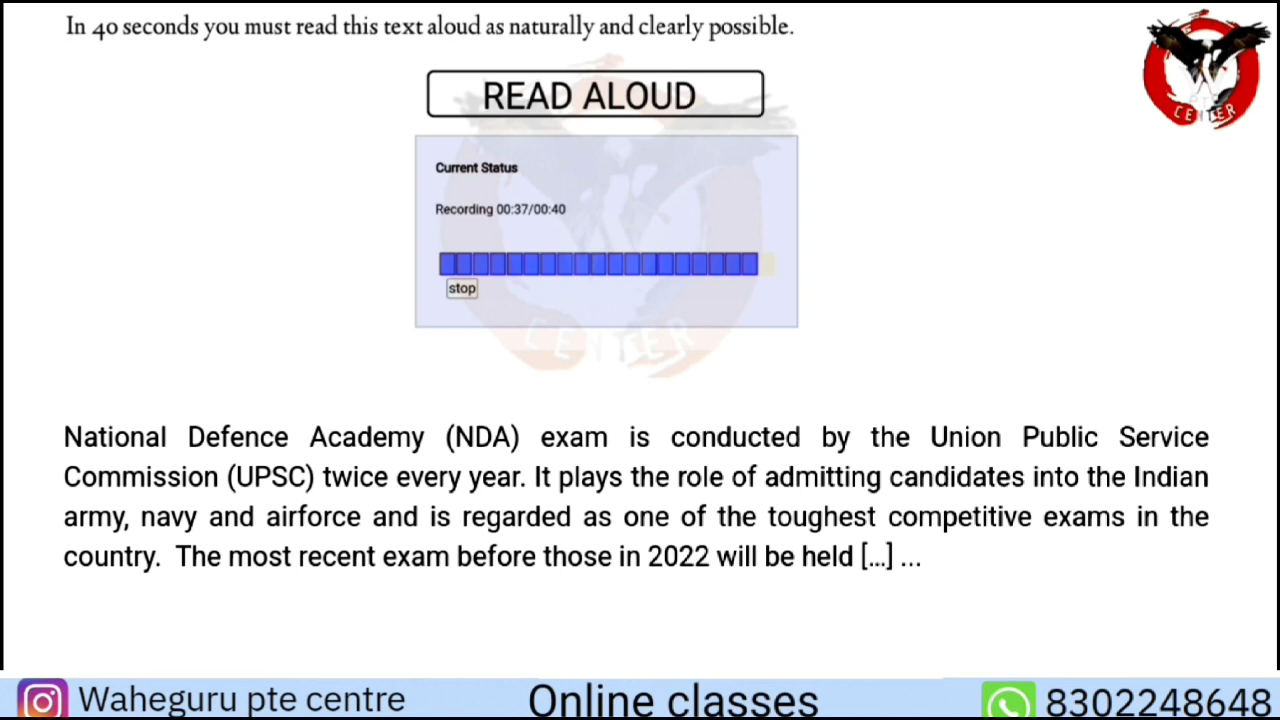 In 40 seconds you must read this text aloud as naturally and clearly possible.
CENTER
READ ALOUD
Current Status
Recording 00:37/00:40
stop
CENTER
National Defence Academy (NDA) exam is conducted by the Union Public Service
Commission (UPSC) twice every year. It plays the role of admitting candidates into the Indian
army, navy and airforce and is regarded as one of the toughest competitive exams in the
country. The most recent exam before those in 2022 will be held [...] ...
Waheguru pte centre
Online classes
8302248648